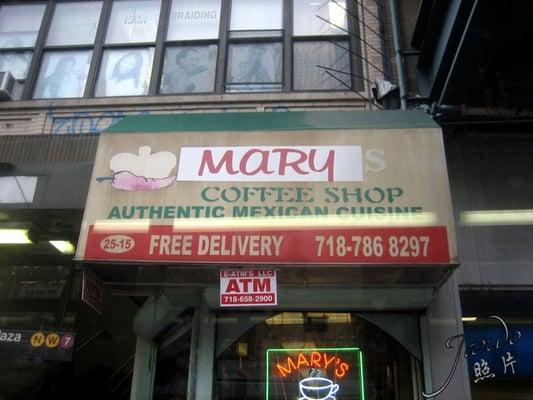 HAIR BRAIDING
MARY S
COFFEE SHOP
AUTHENTIC MEXICAN CUISINE
25-15 FREE DELIVERY 718-786 8297
E-ATM'S LLC
ATM
718-658-2900
laza N W 7
MARY'S
照片